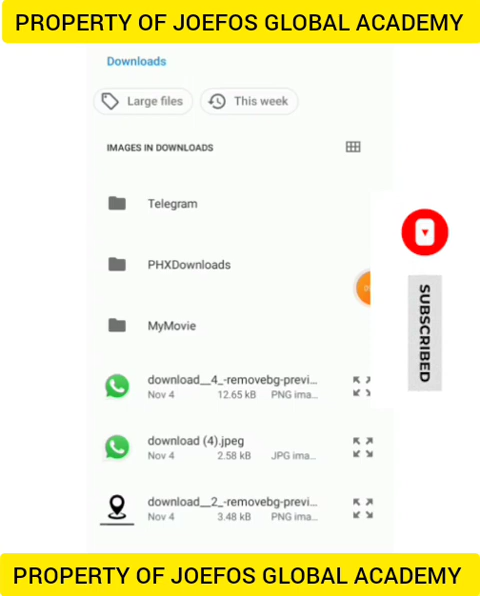 PROPERTY OF JOEFOS GLOBAL ACADEMY
Downloads
Large files
This week
IMAGES IN DOWNLOADS
Telegram
PHXDownloads
MyMovie
download__4_-removebg-previ...
Nov 4 12.65 kB PNG ima...
download (4).jpeg
Nov 4 2.58 kB JPG ima...
download__2_-removebg-previ...
Nov 4 3.48 kB PNG ima...
SUBSCRIBED
PROPERTY OF JOEFOS GLOBAL ACADEMY